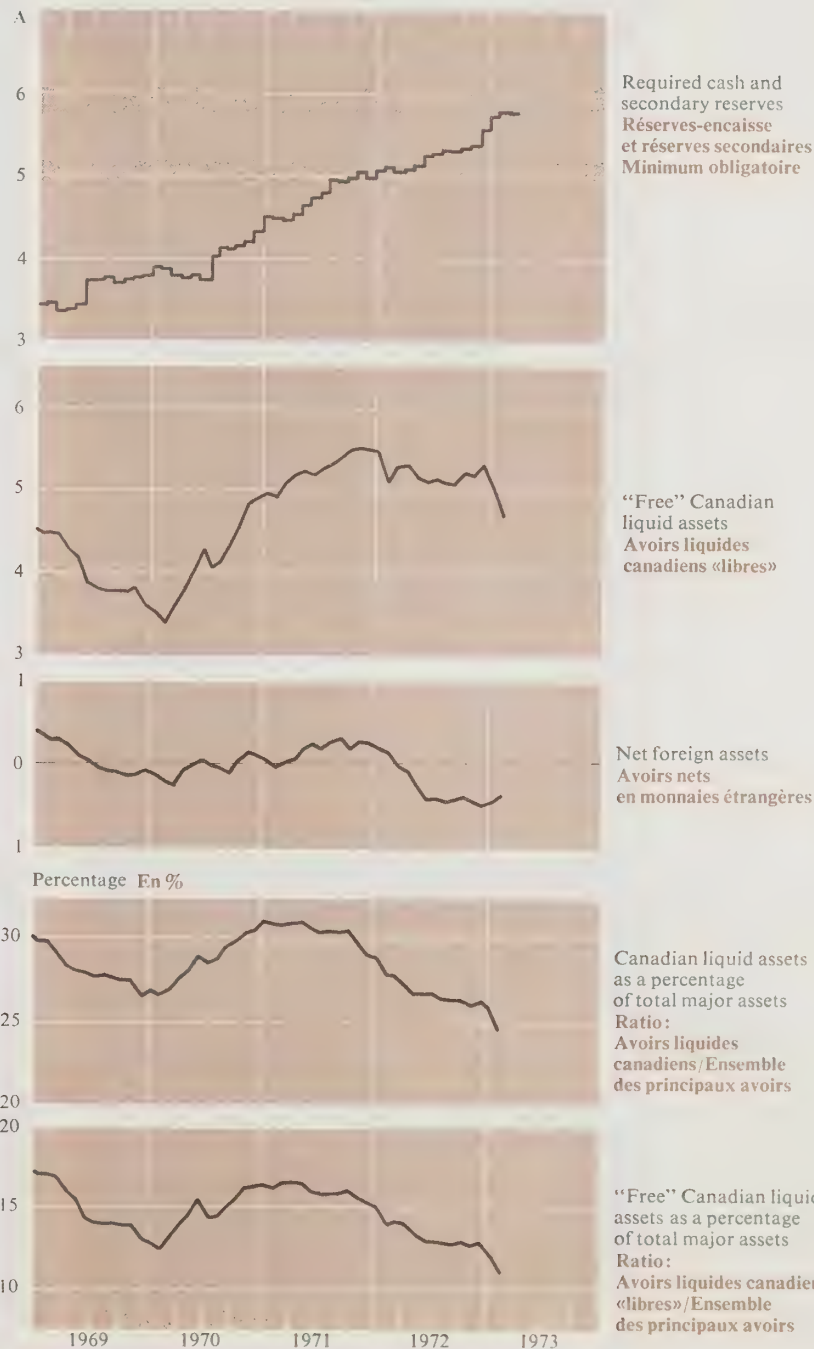 A
6
5
4
3
Required cash and
secondary reserves
Réserves-encaisse
et réserves secondaires
Minimum obligatoire
6
5
4
3
"Free" Canadian
liquid assets
Avoirs liquides
canadiens «libres»
1
0
1
Net foreign assets
Avoirs nets
en monnaies étrangères
Percentage En %
30
25
20
Canadian liquid assets
as a percentage
of total major assets
Ratio:
Avoirs liquides
canadiens/Ensemble
des principaux avoirs
20
15
10
"Free" Canadian liquid
assets as a percentage
of total major assets
Ratio:
Avoirs liquides canadien
«libres»/Ensemble
des principaux avoirs
1969 1970 1971 1972 1973